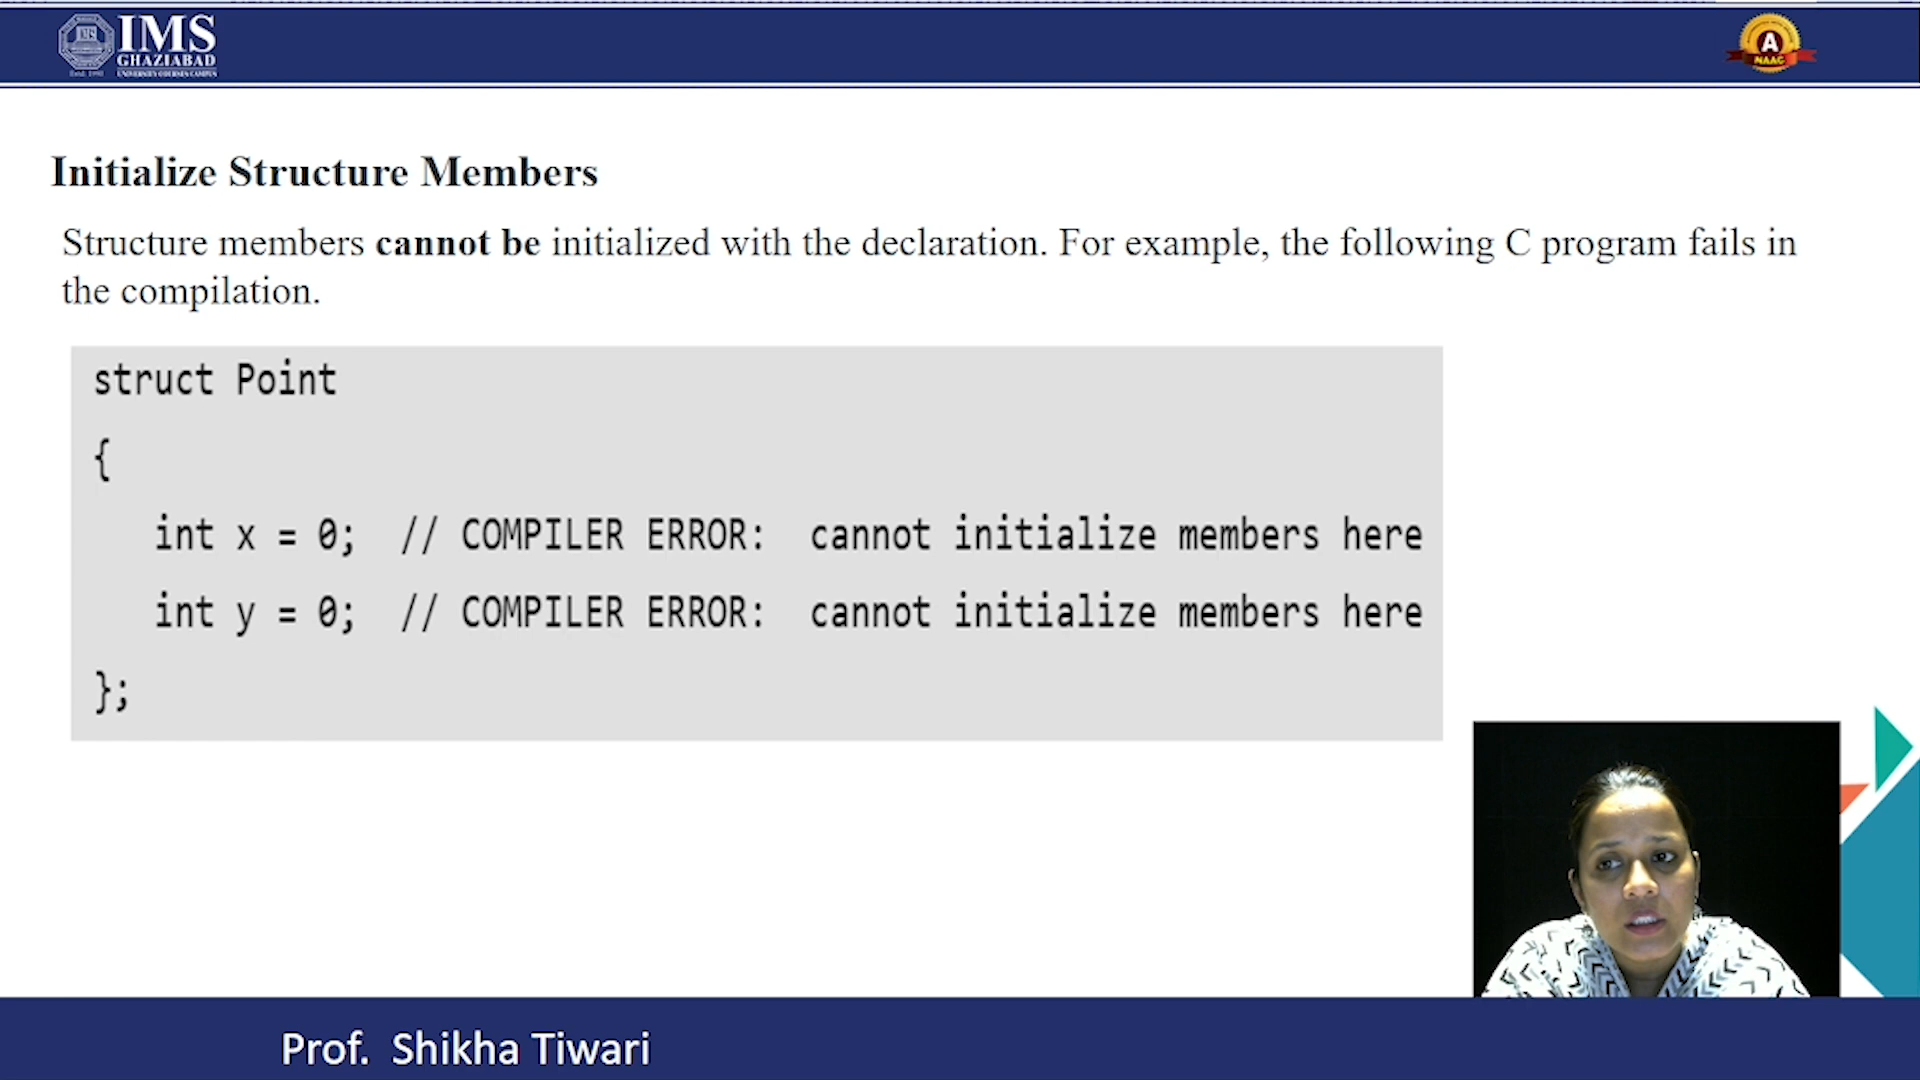 IMS
GHAZIABAD
UNIVERSITY COURSES CAMPUS
Estd. 1990
A
NAAC
Initialize Structure Members
Structure members cannot be initialized with the declaration. For example, the following C program fails in
the compilation.
struct Point
{
int x = 0; // COMPILER ERROR: cannot initialize members here
int y = 0; // COMPILER ERROR: cannot initialize members here
};
Prof. Shikha Tiwari